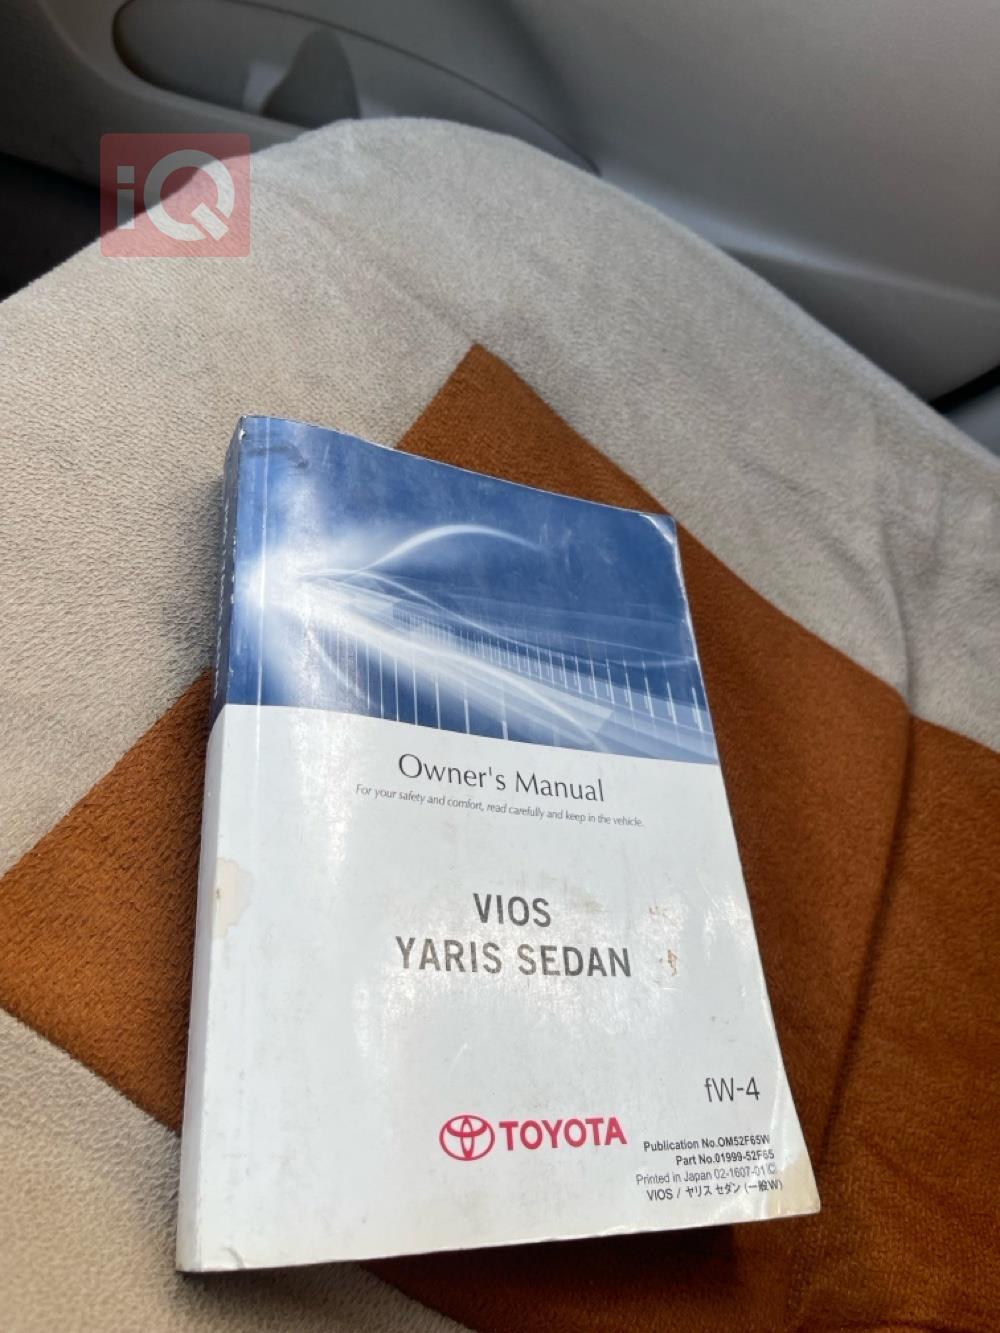 iQ
Owner's Manual
For your safety and comfort, read carefully and keep in the vehicle.
VIOS
YARIS SEDAN
fW-4
TOYOTA
Publication No.OM52F65W
Part No.01999-52F65
Printed in Japan 02-1607-01 ©
VIOS / ヤリス セダン (一般W)